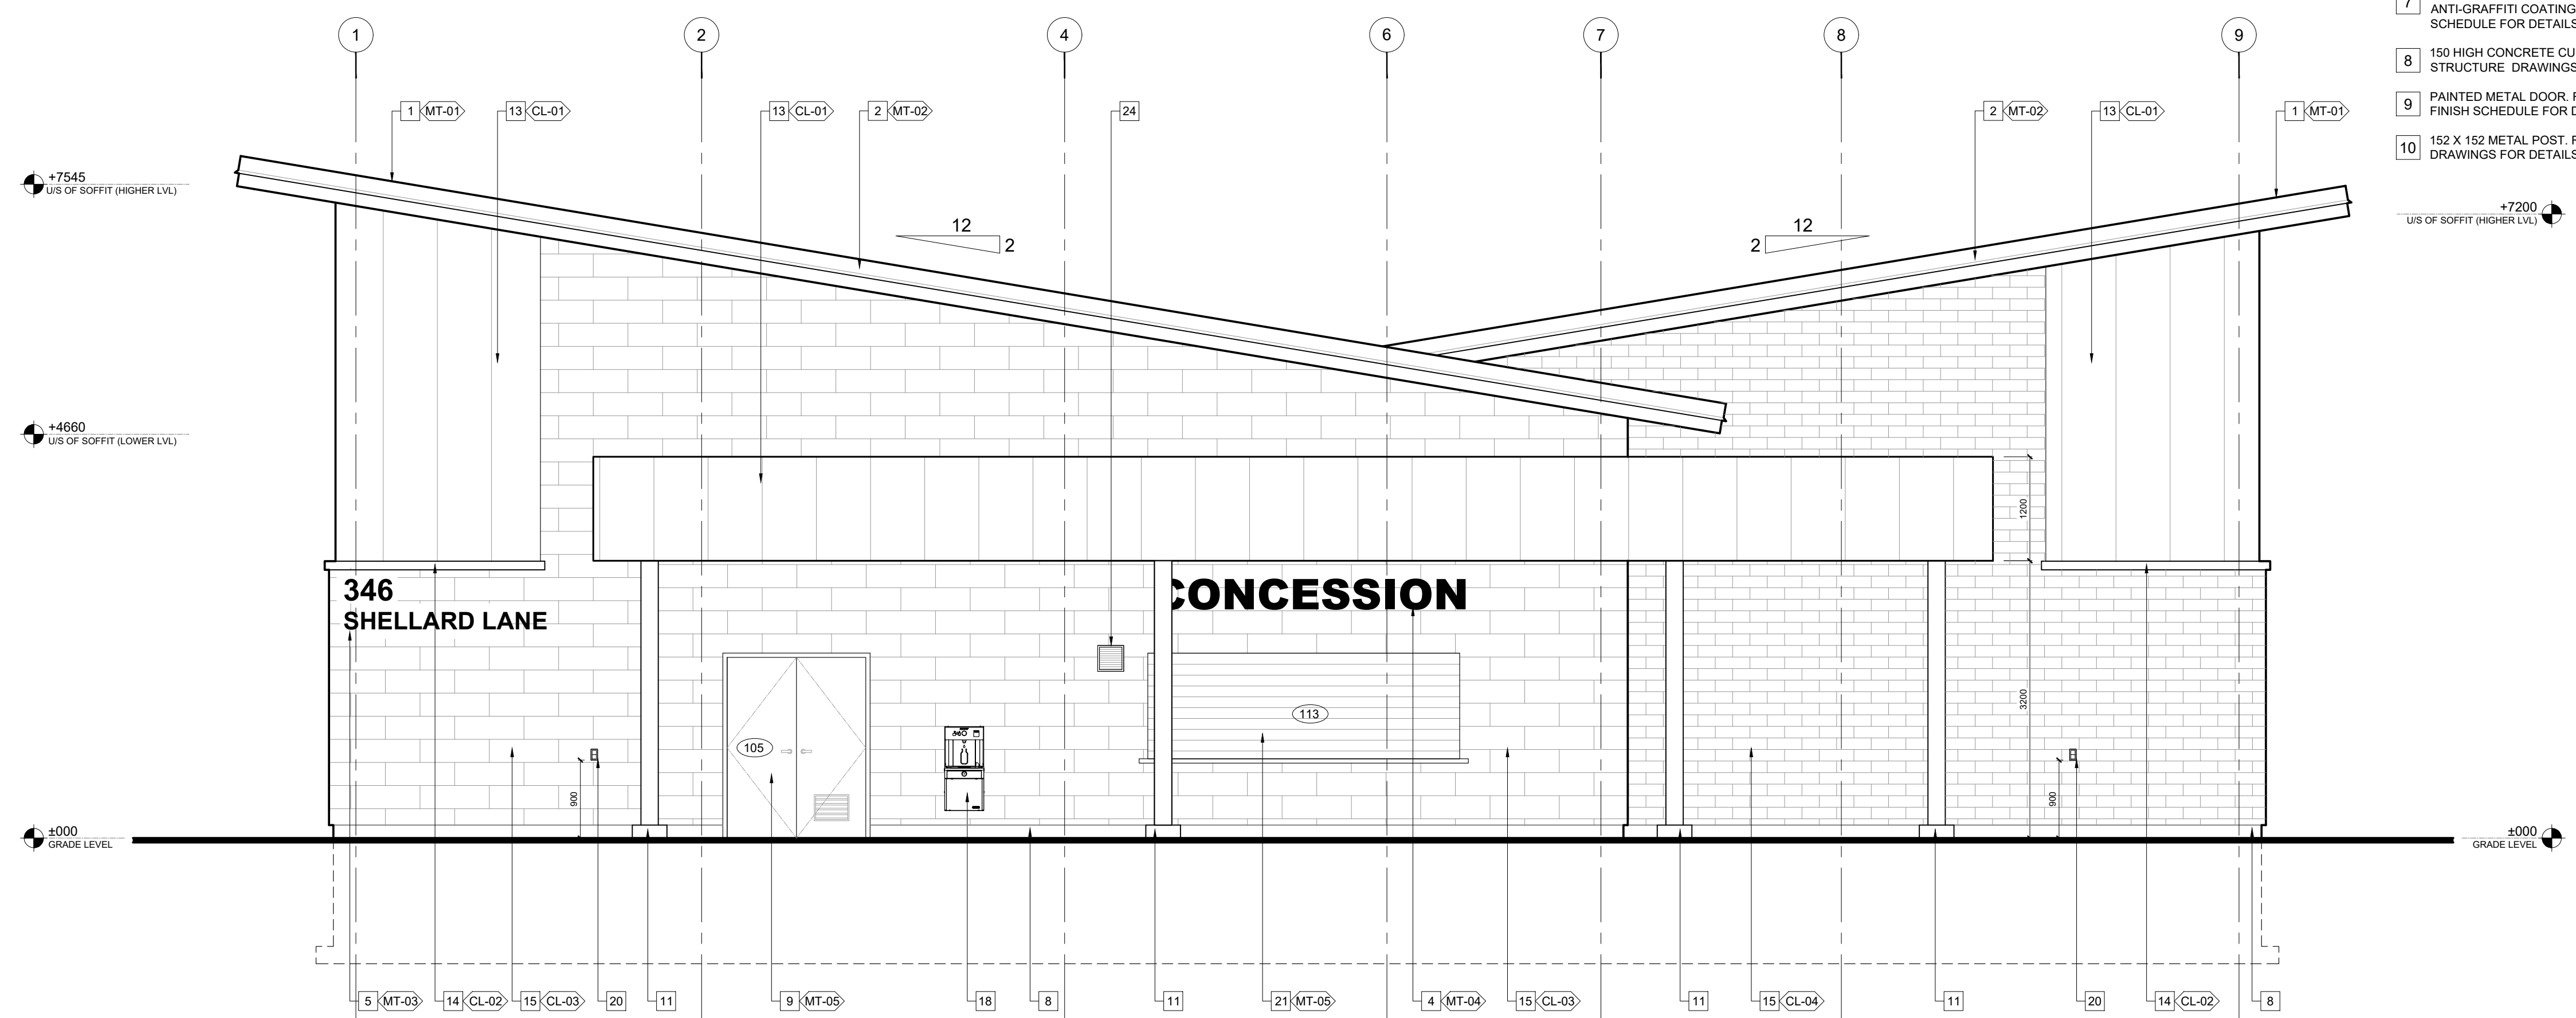 1
2
4
6
7
8
9
7
ANTI-GRAFFITI COATING
SCHEDULE FOR DETAILS
8
150 HIGH CONCRETE CU
STRUCTURE DRAWINGS
9
PAINTED METAL DOOR. 
FINISH SCHEDULE FOR
10
152 X 152 METAL POST.
DRAWINGS FOR DETAILS
1 MT-01
13 CL-01
13 CL-01
2 MT-02
24
2 MT-02
13 CL-01
1 MT-01
+7545
U/S OF SOFFIT (HIGHER LVL)
+7200
U/S OF SOFFIT (HIGHER LVL)
12
2
12
2
+4660
U/S OF SOFFIT (LOWER LVL)
1200
346
SHELLARD LANE
CONCESSION
3200
113
105
900
900
±000
GRADE LEVEL
±000
GRADE LEVEL
5 MT-03
14 CL-02
15 CL-03
20
11
9 MT-05
18
8
11
21 MT-05
4 MT-04
15 CL-03
11
15 CL-04
11
20
14 CL-02
8